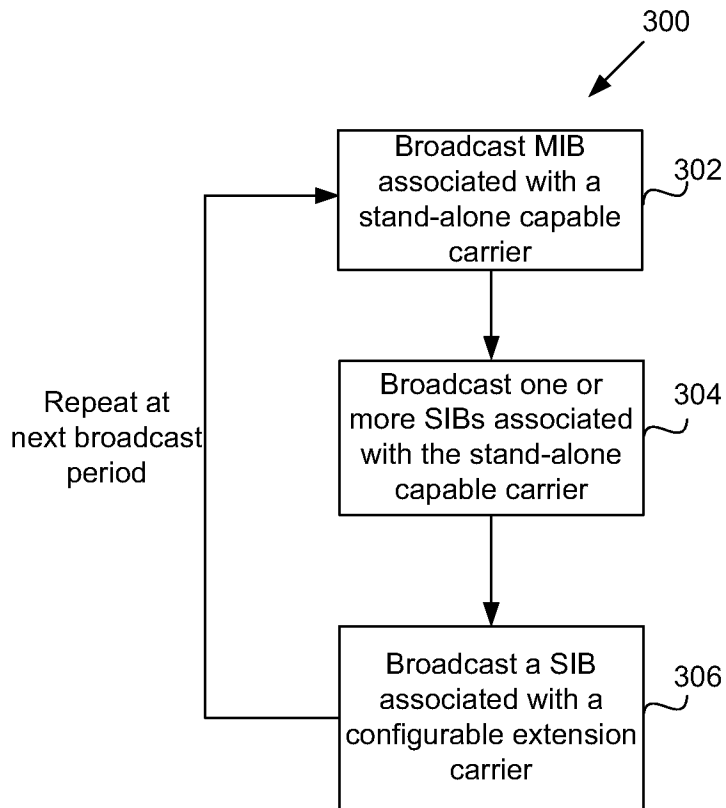 300
Broadcast MIB
associated with a
stand-alone capable
carrier
302
Broadcast one or
more SIBs associated
with the stand-alone
capable carrier
304
Repeat at
next broadcast
period
Broadcast a SIB
associated with a
configurable extension
carrier
306